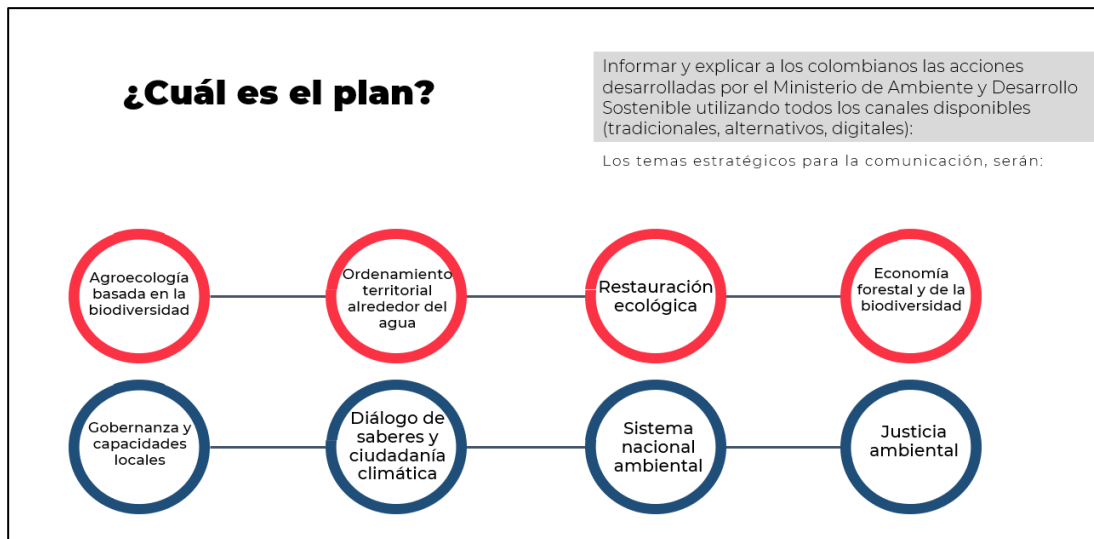 ¿Cuál es el plan?
Informar y explicar a los colombianos las acciones
desarrolladas por el Ministerio de Ambiente y Desarrollo
Sostenible utilizando todos los canales disponibles
(tradicionales, alternativos, digitales):
Los temas estratégicos para la comunicación, serán:
Agroecología
basada en la
biodiversidad
Ordenamiento
territorial
alrededor del
agua
Restauración
ecológica
Economía
forestal y de la
biodiversidad
Gobernanza y
capacidades
locales
Diálogo de
saberes y
ciudadanía
climática
Sistema
nacional
ambiental
Justicia
ambiental